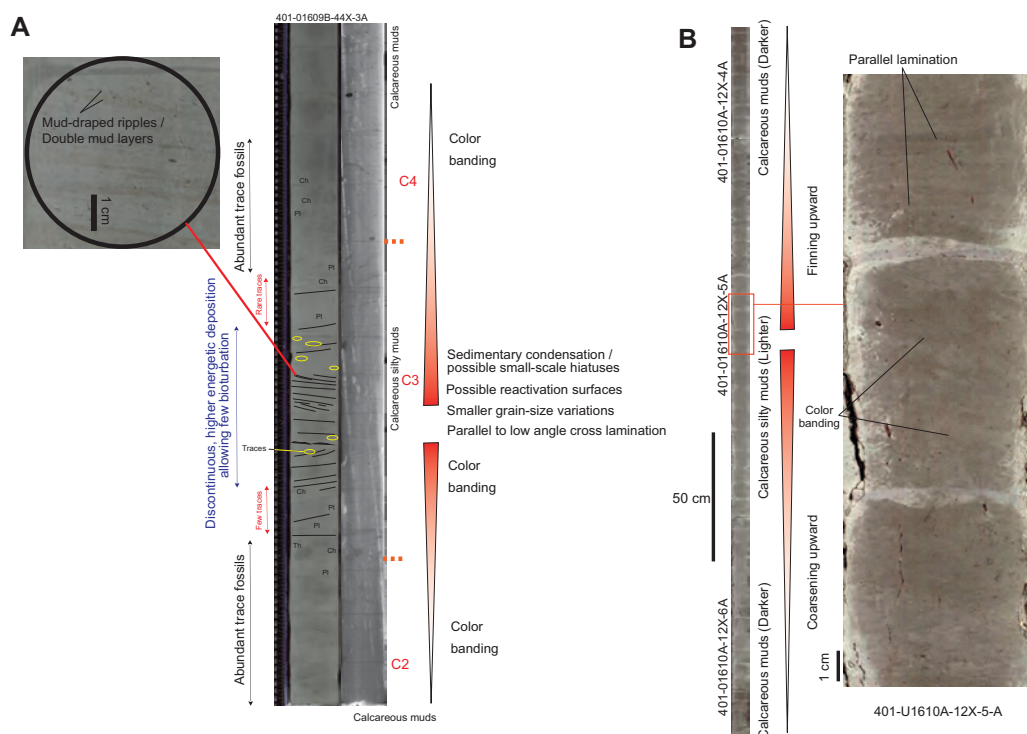 A
401-01609B-44X-3A
Mud-draped ripples /
Double mud layers
1 cm
Abundant trace fossils
Rare traces
Discontinuous, higher energetic deposition
allowing few bioturbation
Traces
Few traces
Abundant trace fossils
Ch
Ch
Pl
Pl
Ch
Pl
Ch
Pl
Pl
Th
Ch
Pl
Calcareous muds
C4
Calcareous silty muds
C3
C2
Calcareous muds
Color
banding
Sedimentary condensation /
possible small-scale hiatuses
Possible reactivation surfaces
Smaller grain-size variations
Parallel to low angle cross lamination
Color
banding
Color
banding
B
401-01610A-12X-4A
401-01610A-12X-5A
401-01610A-12X-6A
50 cm
Calcareous muds (Darker)
Calcareous silty muds (Lighter)
Calcareous muds (Darker)
Finning upward
Coarsening upward
Parallel lamination
Color
banding
1 cm
401-U1610A-12X-5-A